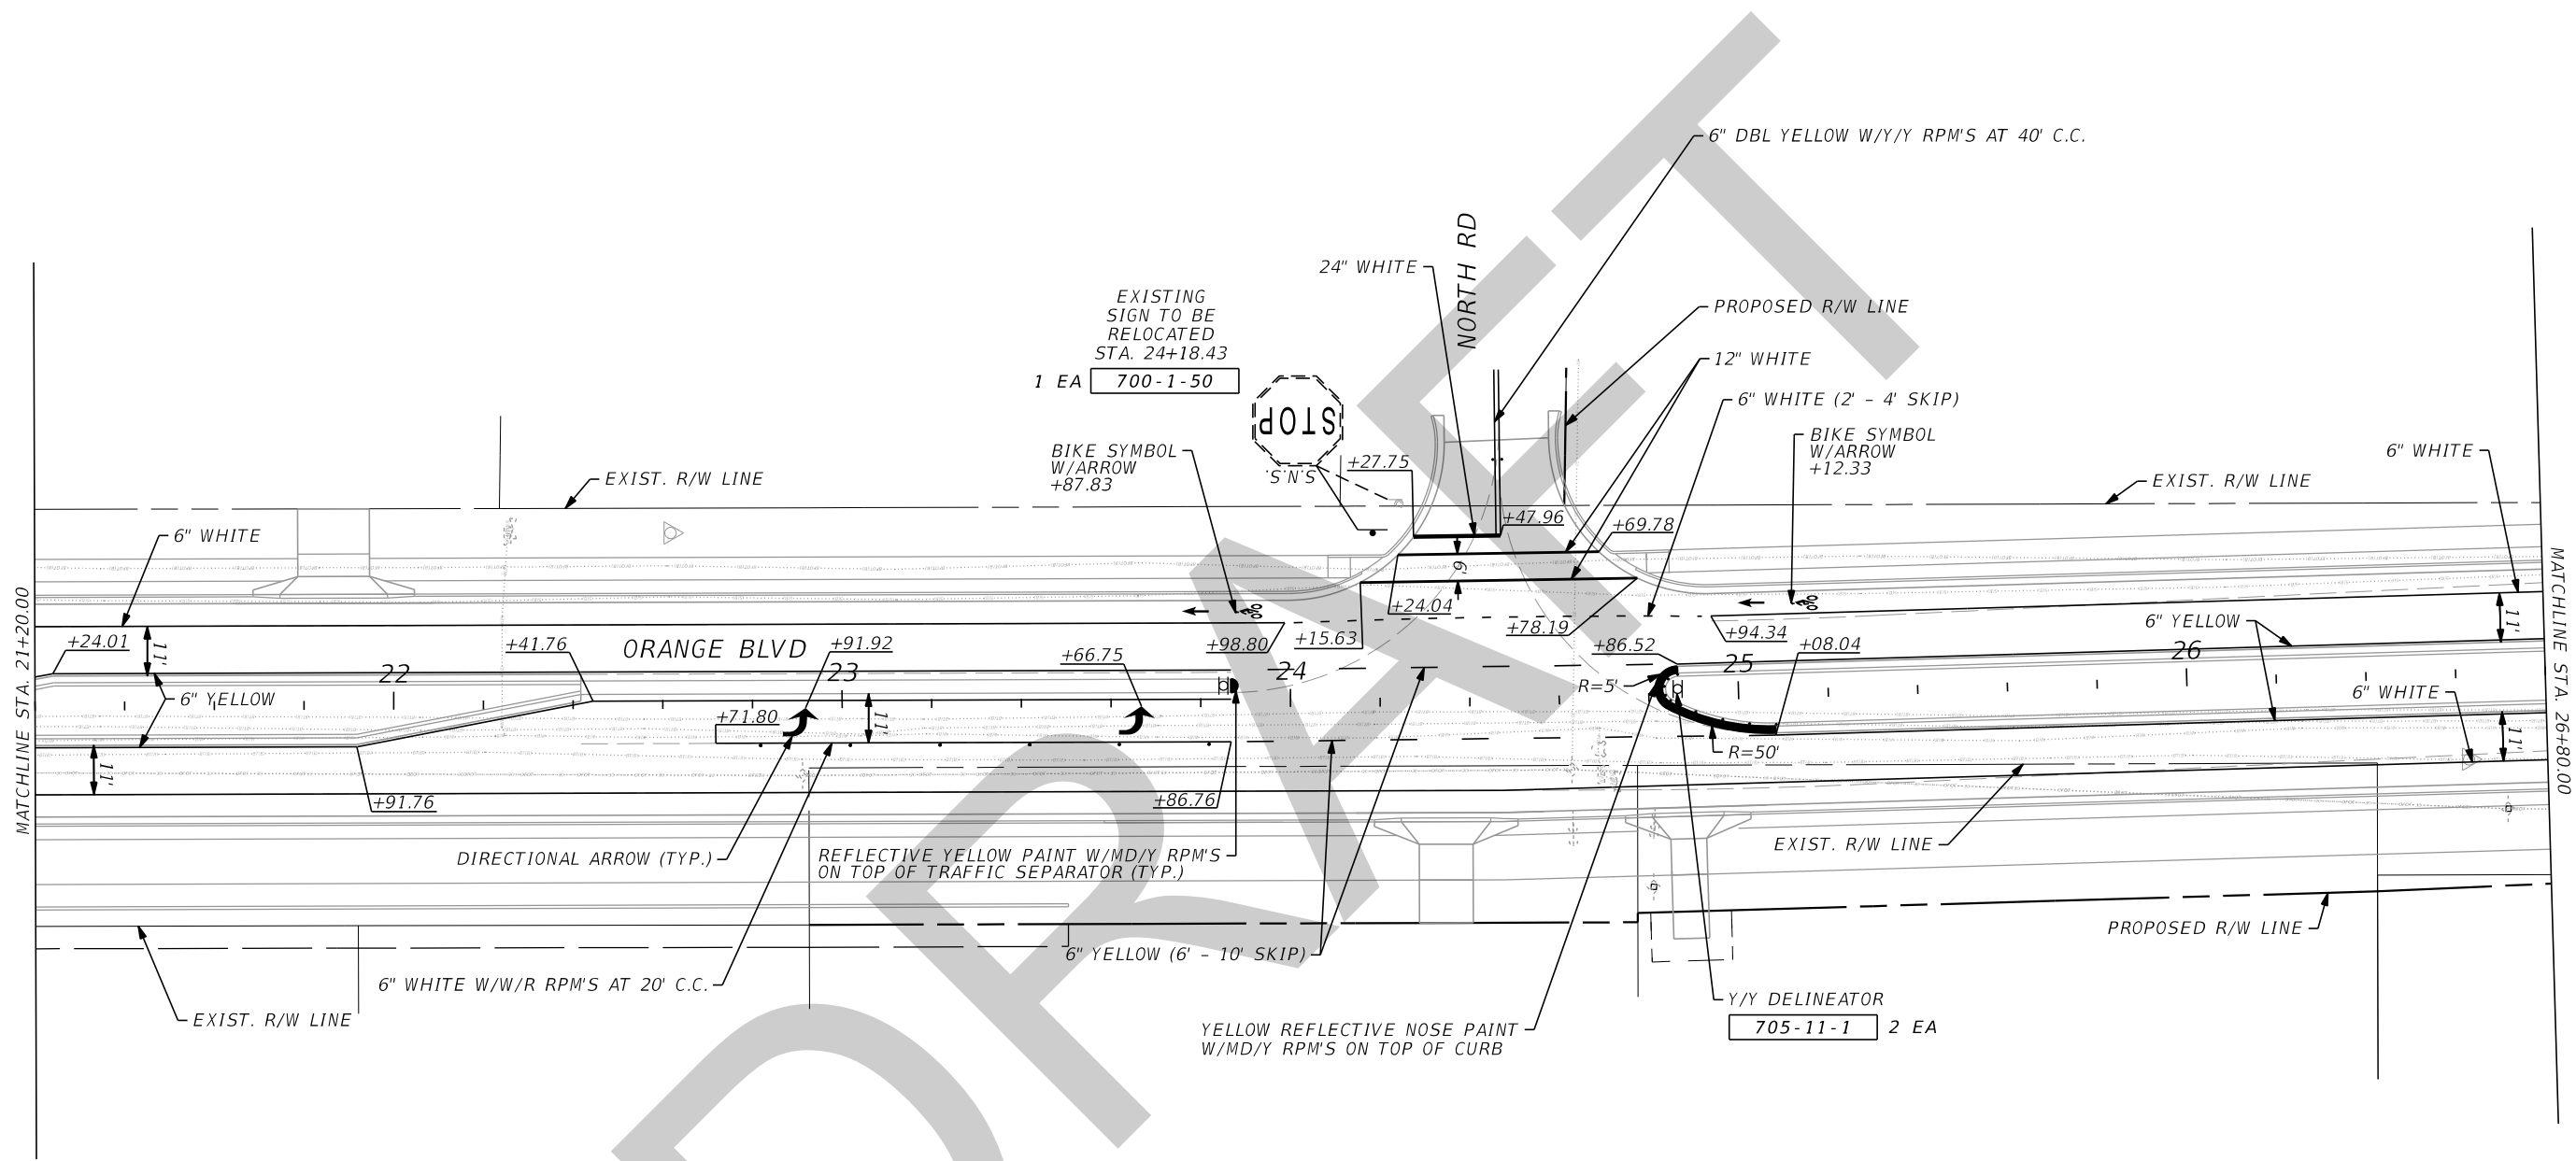 6" DBL YELLOW W/Y/Y RPM'S AT 40' C.C.
24" WHITE
NORTH RD
EXISTING
SIGN TO BE
RELOCATED
STA. 24+18.43
1 EA 700-1-50
PROPOSED R/W LINE
12" WHITE
6" WHITE (2' - 4' SKIP)
STOP
S.N.S.
BIKE SYMBOL
W/ARROW
+87.83
+27.75
BIKE SYMBOL
W/ARROW
+12.33
6" WHITE
EXIST. R/W LINE
EXIST. R/W LINE
6" WHITE
+47.96
+69.78
6'
+24.04
+24.01
11'
+41.76
ORANGE BLVD
+91.92
+66.75
+98.80
+15.63
+78.19
+86.52
+94.34
+08.04
6" YELLOW
11'
22
23
24
25
26
6" YELLOW
R=5'
6" WHITE
+71.80
11'
11'
R=50'
11'
+91.76
+86.76
MATCHLINE STA. 21+20.00
MATCHLINE STA. 26+80.00
DIRECTIONAL ARROW (TYP.)
REFLECTIVE YELLOW PAINT W/MD/Y RPM'S
ON TOP OF TRAFFIC SEPARATOR (TYP.)
EXIST. R/W LINE
PROPOSED R/W LINE
6" YELLOW (6' - 10' SKIP)
6" WHITE W/W/R RPM'S AT 20' C.C.
EXIST. R/W LINE
Y/Y DELINEATOR
705-11-1 2 EA
YELLOW REFLECTIVE NOSE PAINT
W/MD/Y RPM'S ON TOP OF CURB
DRAFT